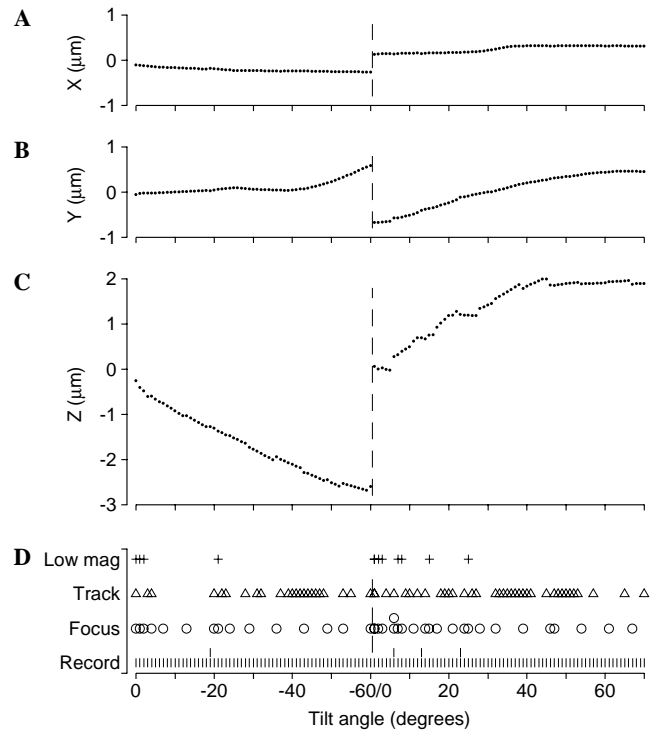 A
X (μm)
1
0
-1
B
Y (μm)
1
0
-1
C
Z (μm)
2
1
0
-1
-2
-3
D
Low mag
Track
Focus
Record
0 -20 -40 -60/0 20 40 60
Tilt angle (degrees)